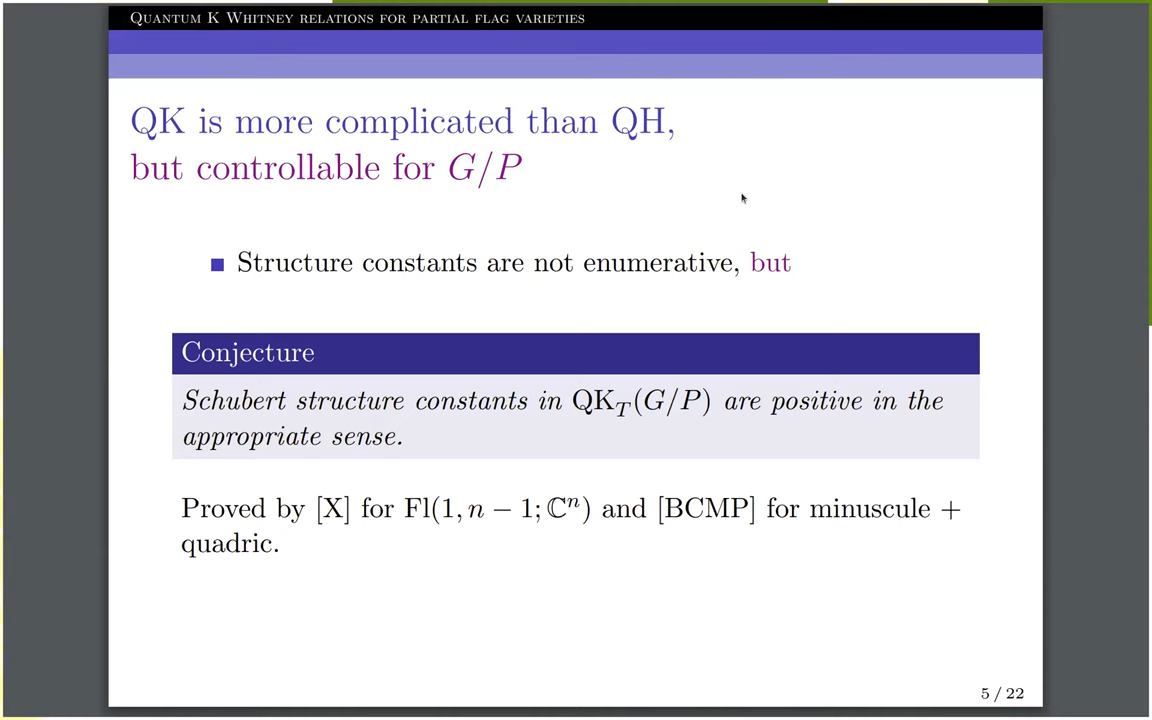 QUANTUM K WHITNEY RELATIONS FOR PARTIAL FLAG VARIETIES
QK is more complicated than QH,
but controllable for G/P
Structure constants are not enumerative, but
Conjecture
Schubert structure constants in QK_T(G/P) are positive in the
appropriate sense.
Proved by [X] for Fl(1, n − 1; ℂⁿ) and [BCMP] for minuscule +
quadric.
5 / 22